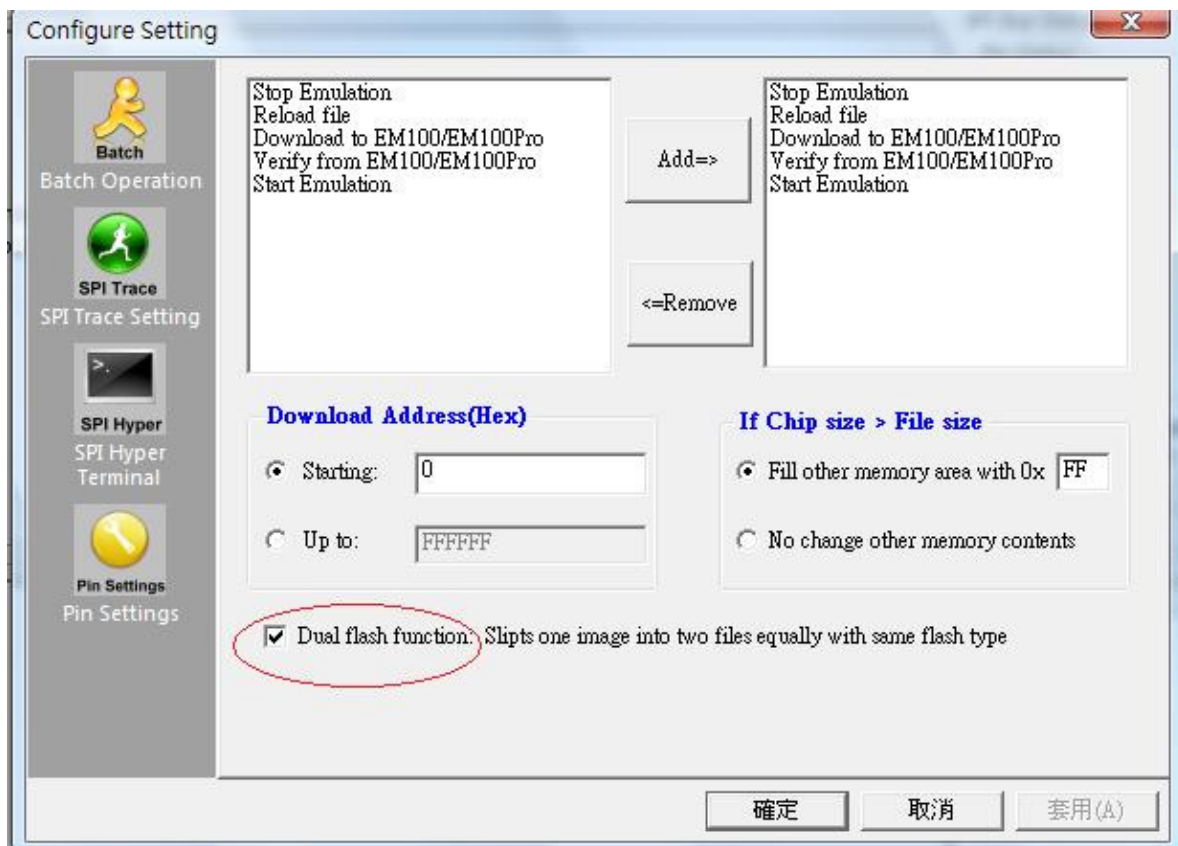 Configure Setting
X
Batch
Batch Operation
SPI Trace
SPI Trace Setting
>.
SPI Hyper
SPI Hyper
Terminal
Pin Settings
Pin Settings
Stop Emulation
Reload file
Download to EM100/EM100Pro
Verify from EM100/EM100Pro
Start Emulation
Add=>
<=Remove
Stop Emulation
Reload file
Download to EM100/EM100Pro
Verify from EM100/EM100Pro
Start Emulation
Download Address(Hex)
Starting: 0
Up to: FFFFFF
If Chip size > File size
Fill other memory area with 0x FF
No change other memory contents
Dual flash function: Slipts one image into two files equally with same flash type
確定
取消
套用(A)